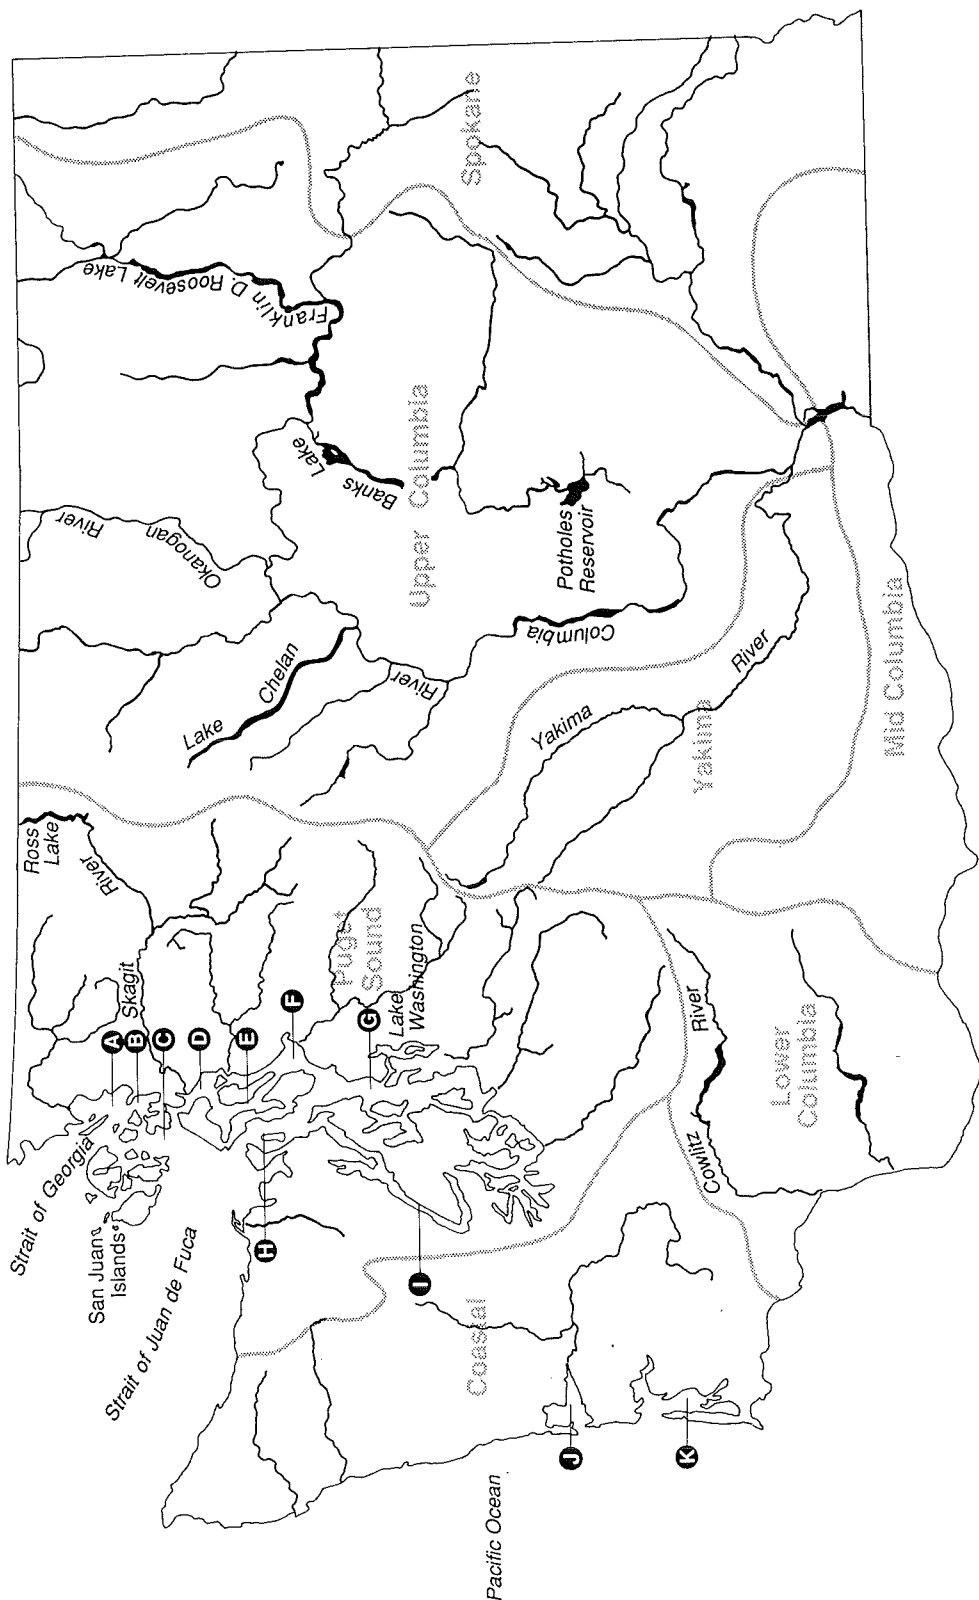 Strait of Georgia
San Juan
Islands
Strait of Juan de Fuca
Pacific Ocean
Ross
Lake
River
Skagit
A
B
C
D
E
F
G
H
I
J
K
Puget
Sound
Lake
Washington
Coastal
Cowlitz
River
Lower
Columbia
Okanogan
River
Lake
Chelan
River
Columbia
Franklin D. Roosevelt Lake
Banks
Lake
Upper Columbia
Potholes
Reservoir
Spokane
Yakima
River
Yakima
Mid Columbia